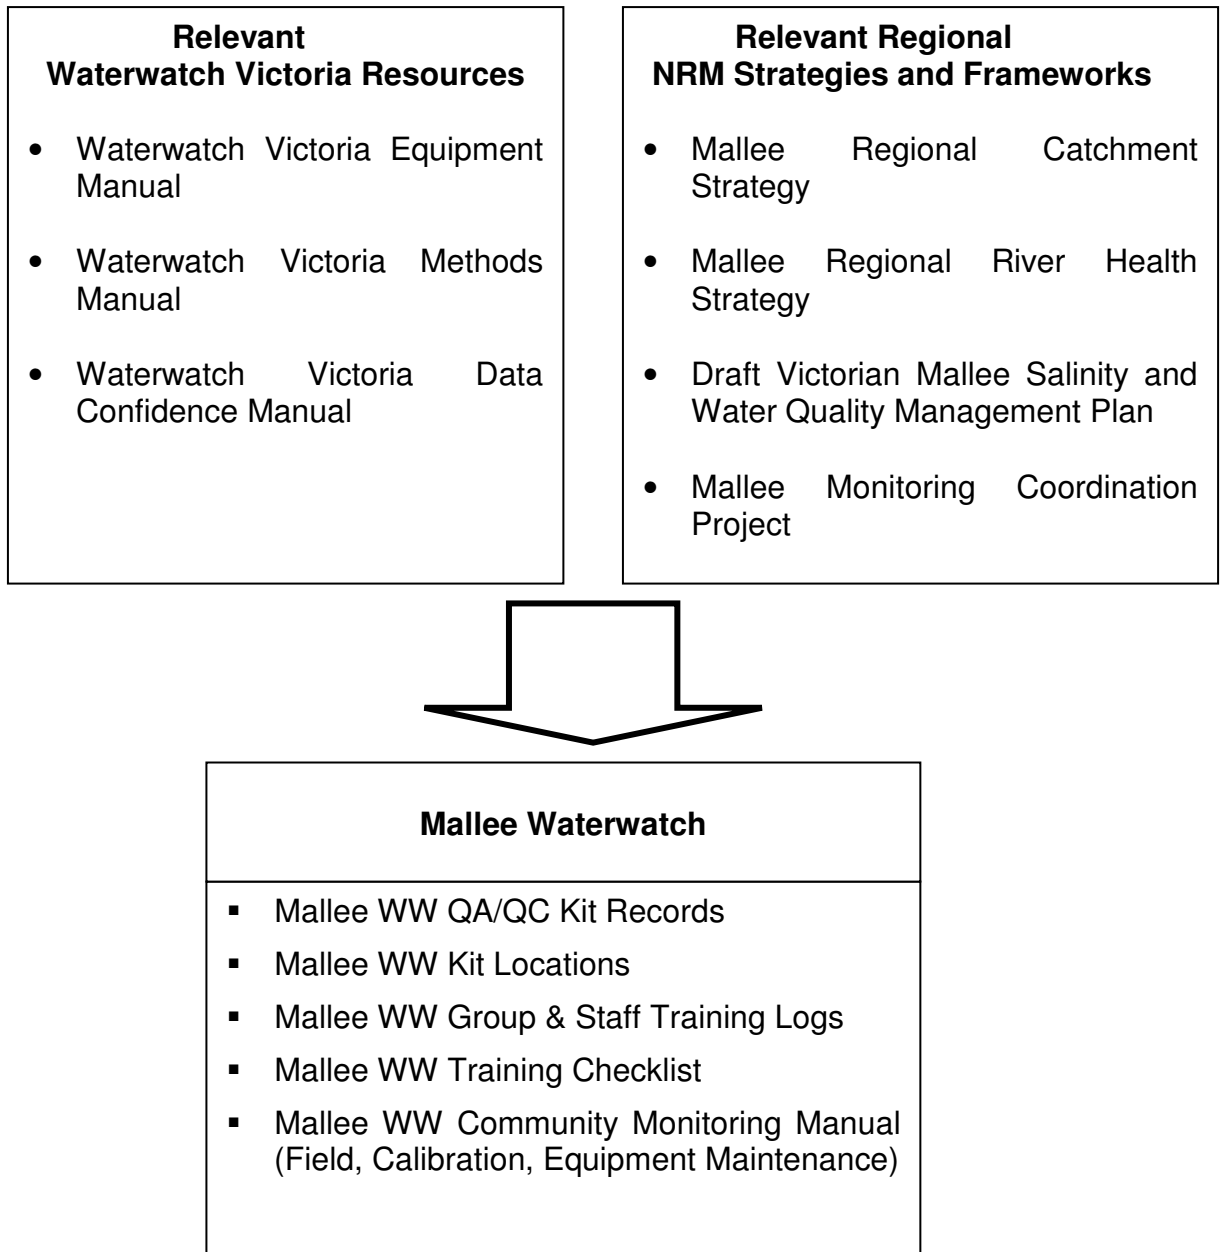 Relevant
Waterwatch Victoria Resources
• Waterwatch Victoria Equipment
Manual
• Waterwatch Victoria Methods
Manual
• Waterwatch Victoria Data
Confidence Manual
Relevant Regional
NRM Strategies and Frameworks
• Mallee Regional Catchment
Strategy
• Mallee Regional River Health
Strategy
• Draft Victorian Mallee Salinity and
Water Quality Management Plan
• Mallee Monitoring Coordination
Project
Mallee Waterwatch
▪ Mallee WW QA/QC Kit Records
▪ Mallee WW Kit Locations
▪ Mallee WW Group & Staff Training Logs
▪ Mallee WW Training Checklist
▪ Mallee WW Community Monitoring Manual
(Field, Calibration, Equipment Maintenance)